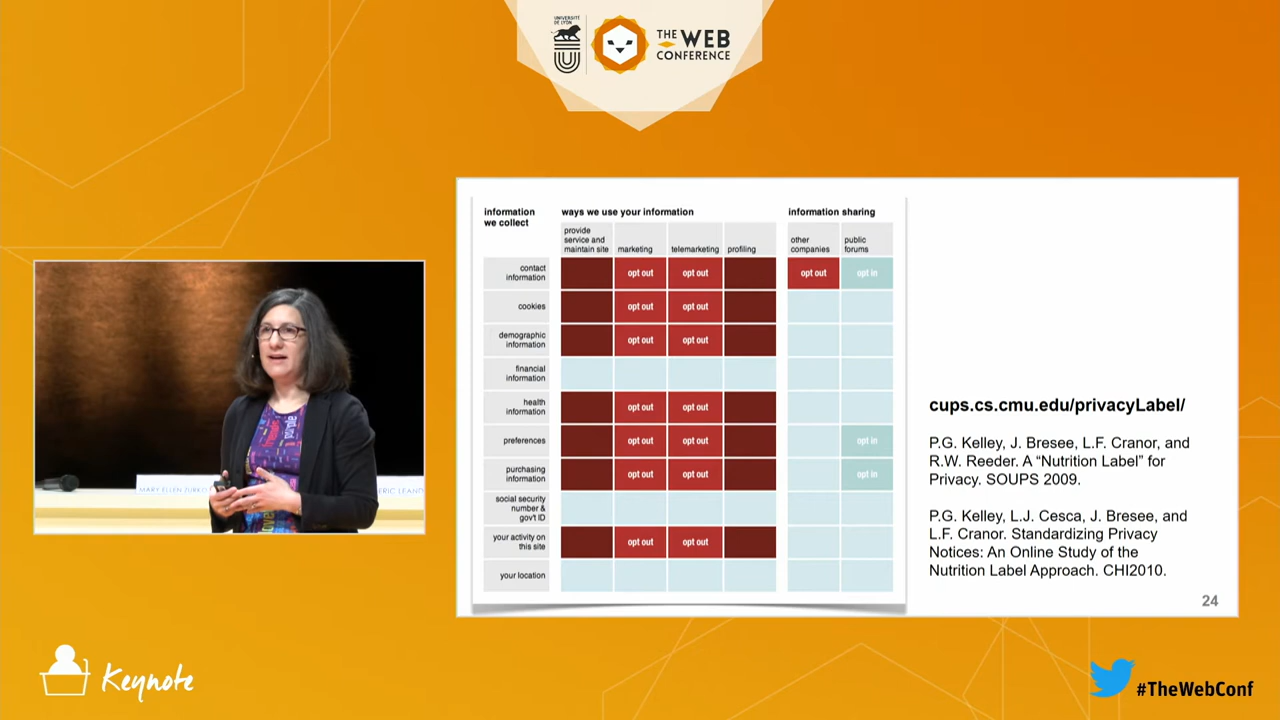 UNIVERSITÉ
DE LYON
THE WEB
CONFERENCE
information
we collect
ways we use your information
information sharing
provide
service and
maintain site
marketing
telemarketing
profiling
other
companies
public
forums
contact
information
opt out
opt out
opt out
opt in
cookies
opt out
opt out
demographic
information
opt out
opt out
financial
information
health
information
opt out
opt out
preferences
opt out
opt out
opt in
purchasing
information
opt out
opt out
opt in
social security
number &
gov't ID
your activity on
this site
opt out
opt out
your location
cups.cs.cmu.edu/privacyLabel/
P.G. Kelley, J. Bresee, L.F. Cranor, and
R.W. Reeder. A “Nutrition Label” for
Privacy. SOUPS 2009.
P.G. Kelley, L.J. Cesca, J. Bresee, and
L.F. Cranor. Standardizing Privacy
Notices: An Online Study of the
Nutrition Label Approach. CHI2010.
24
MARY ELLEN ZURKO
ERIC LEAND
Keynote
#TheWebConf